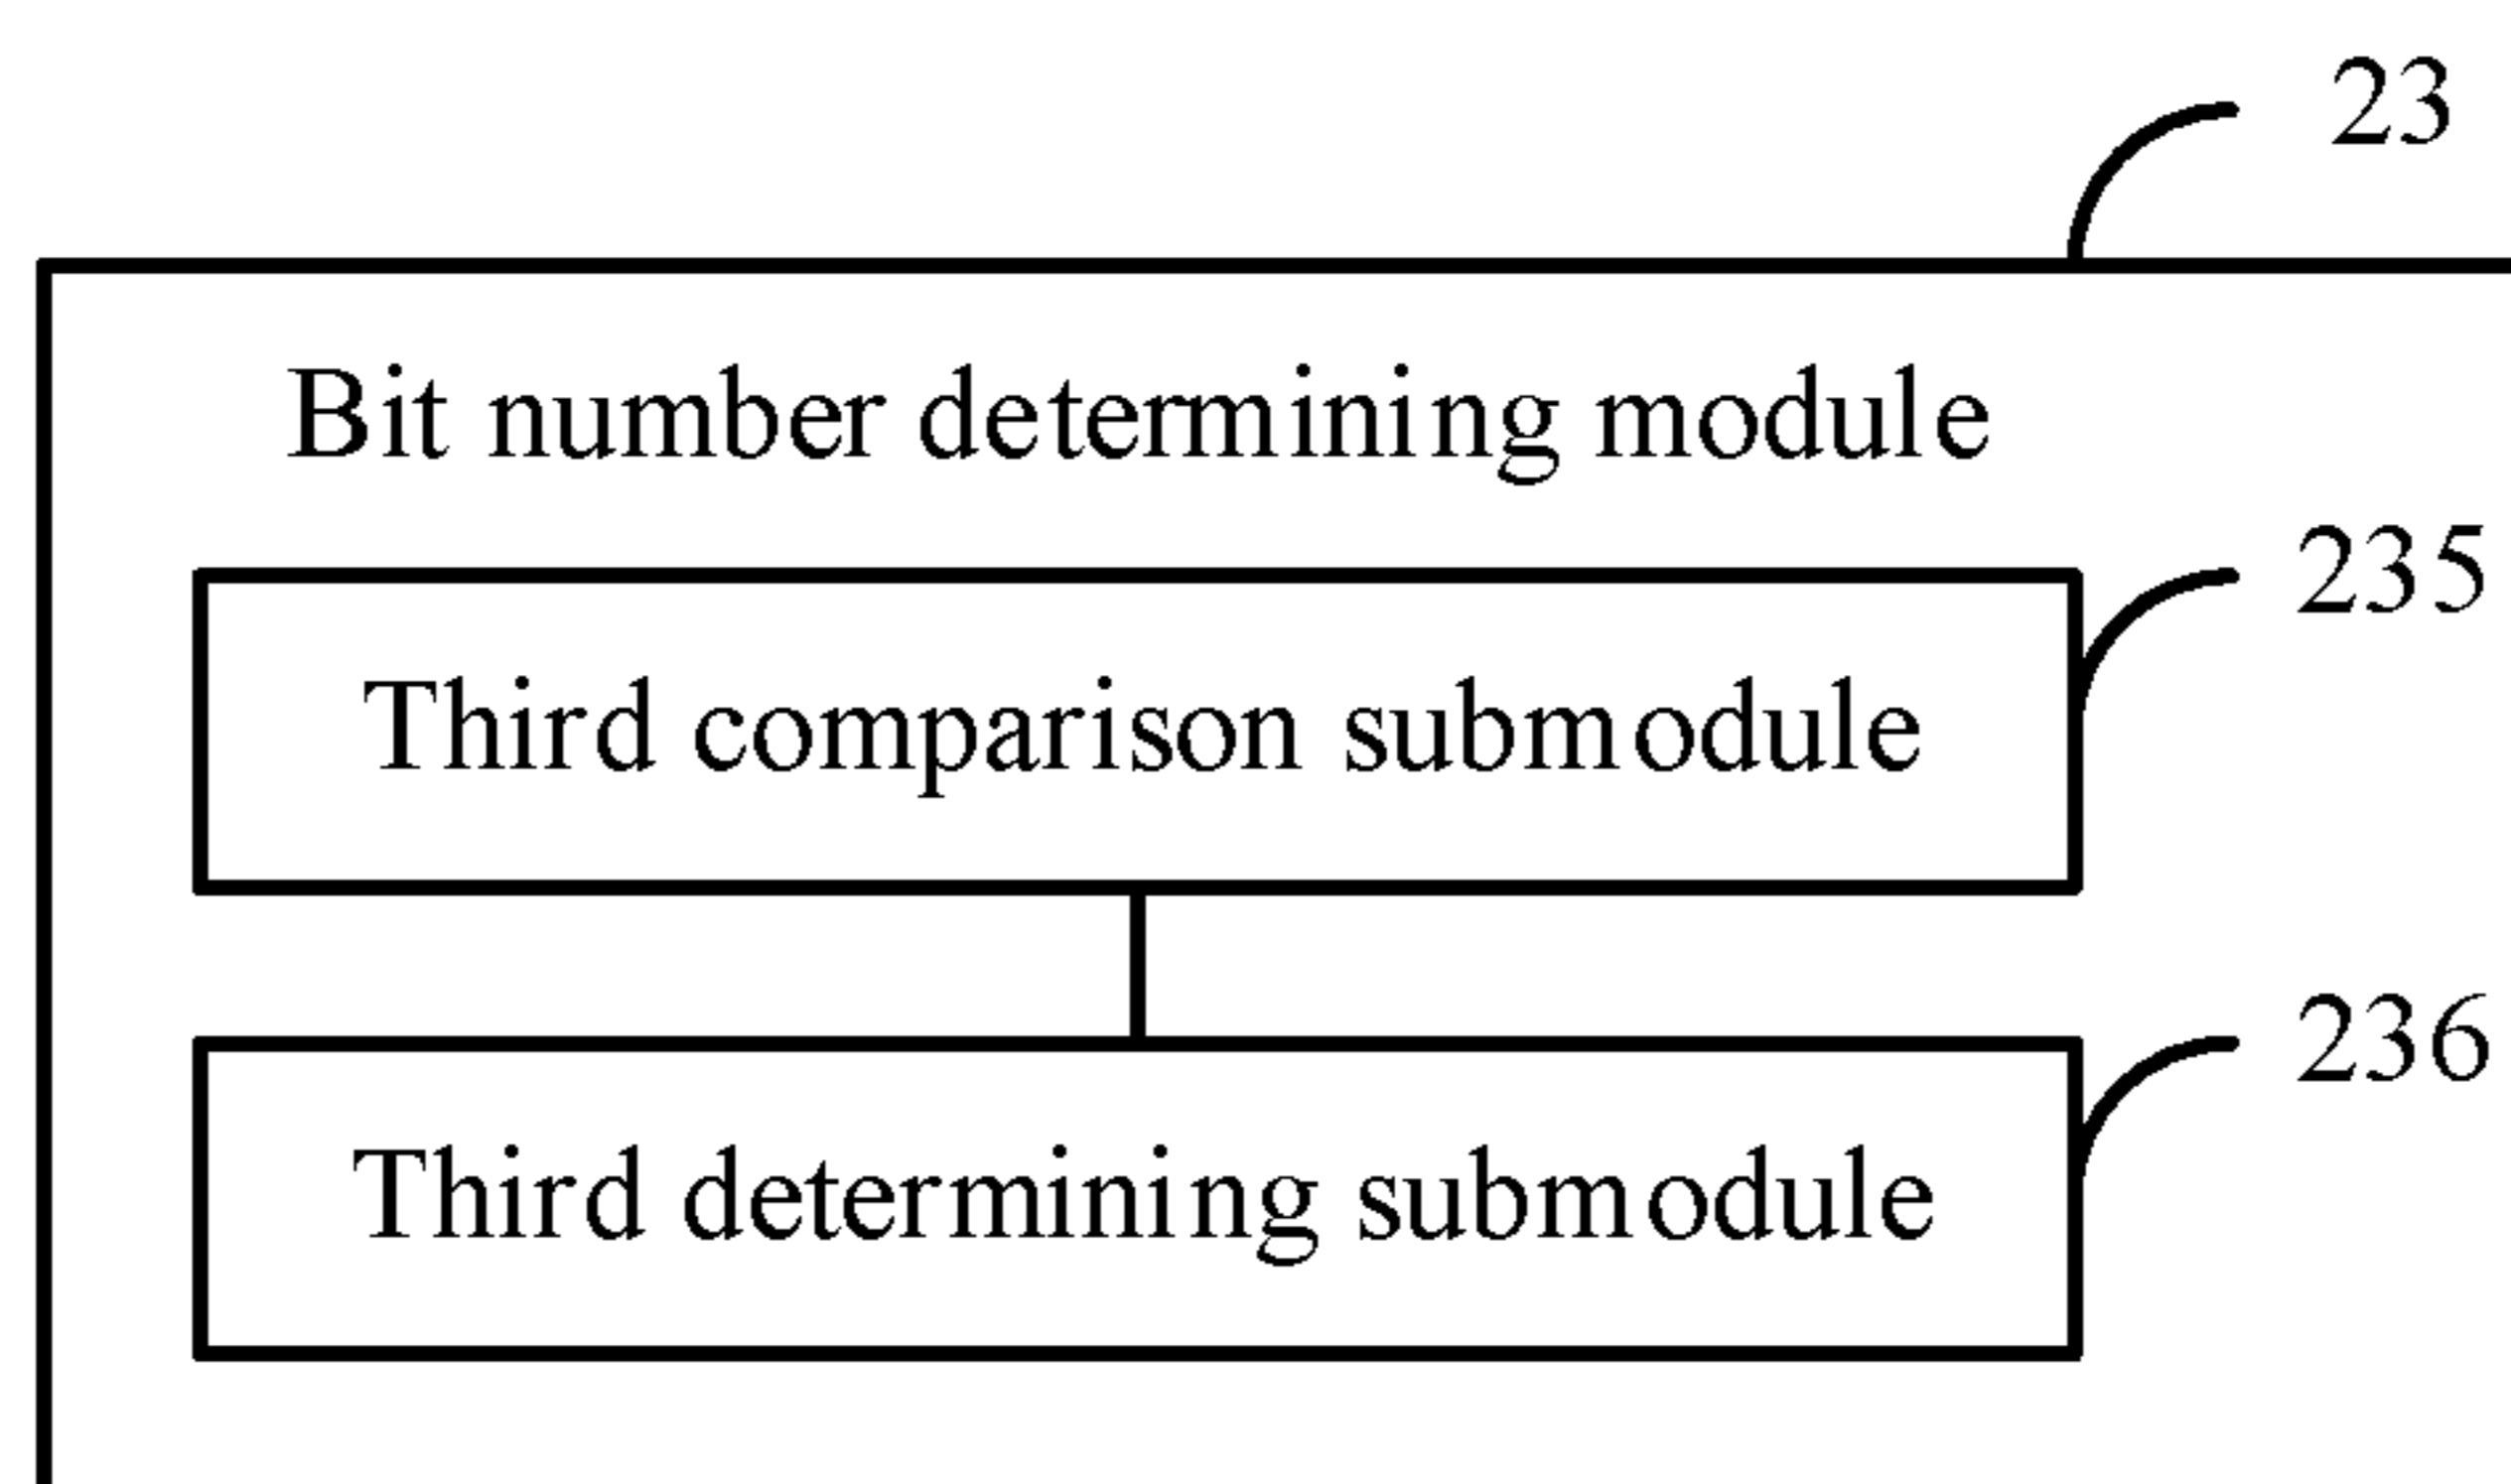 23
Bit number determining module
235
Third comparison submodule
236
Third determining submodule